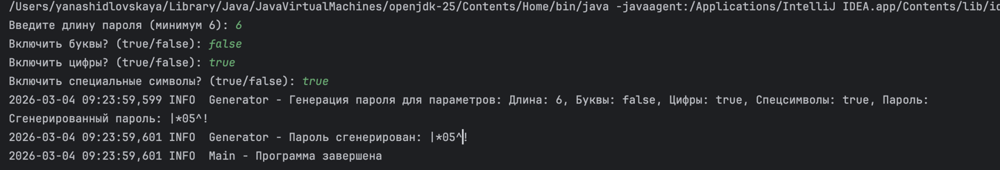 /Users/yanashidlovskaya/Library/Java/JavaVirtualMachines/openjdk-25/Contents/Home/bin/java -javaagent:/Applications/IntelliJ IDEA.app/Contents/lib/id
Введите длину пароля (минимум 6): 6
Включить буквы? (true/false): false
Включить цифры? (true/false): true
Включить специальные символы? (true/false): true
2026-03-04 09:23:59,599 INFO  Generator - Генерация пароля для параметров: Длина: 6, Буквы: false, Цифры: true, Спецсимволы: true, Пароль:
Сгенерированный пароль: |*05^!
2026-03-04 09:23:59,601 INFO  Generator - Пароль сгенерирован: |*05^!
2026-03-04 09:23:59,601 INFO  Main - Программа завершена